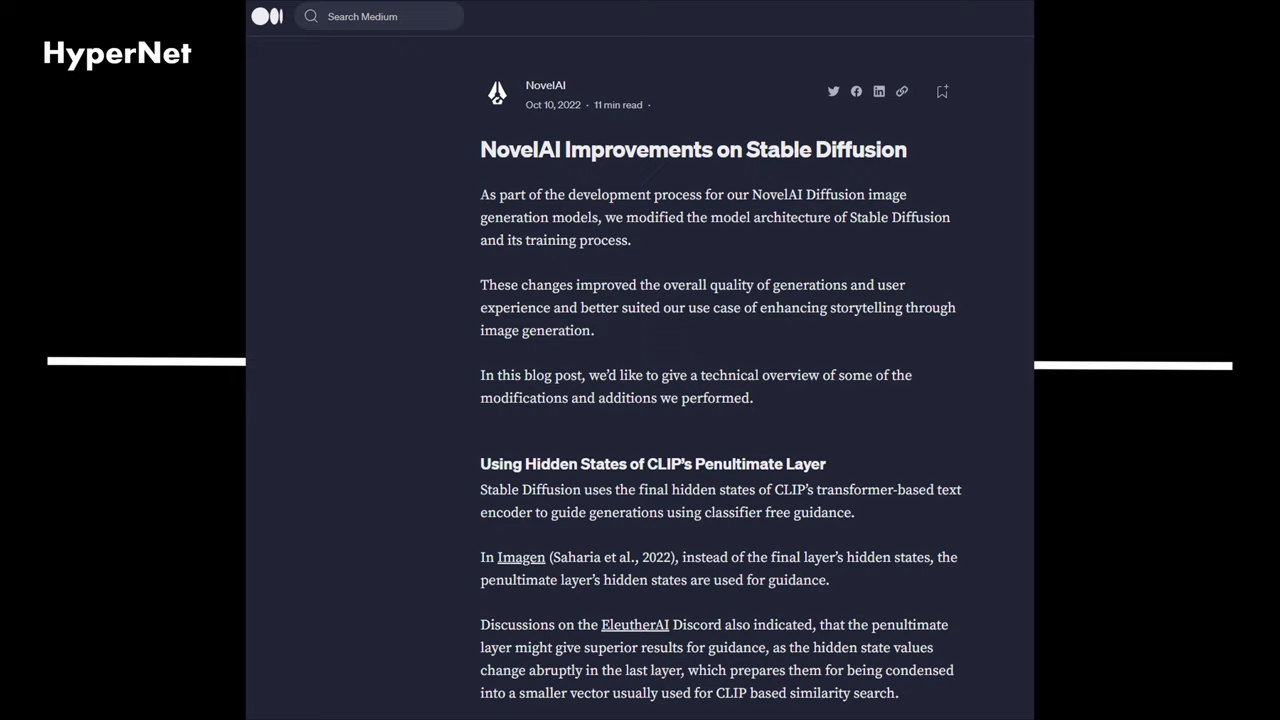 HyperNet
Search Medium
NovelAI
Oct 10, 2022 · 11 min read ·
NovelAI Improvements on Stable Diffusion
As part of the development process for our NovelAI Diffusion image
generation models, we modified the model architecture of Stable Diffusion
and its training process.
These changes improved the overall quality of generations and user
experience and better suited our use case of enhancing storytelling through
image generation.
In this blog post, we’d like to give a technical overview of some of the
modifications and additions we performed.
Using Hidden States of CLIP’s Penultimate Layer
Stable Diffusion uses the final hidden states of CLIP’s transformer-based text
encoder to guide generations using classifier free guidance.
In Imagen (Saharia et al., 2022), instead of the final layer’s hidden states, the
penultimate layer’s hidden states are used for guidance.
Discussions on the EleutherAI Discord also indicated, that the penultimate
layer might give superior results for guidance, as the hidden state values
change abruptly in the last layer, which prepares them for being condensed
into a smaller vector usually used for CLIP based similarity search.